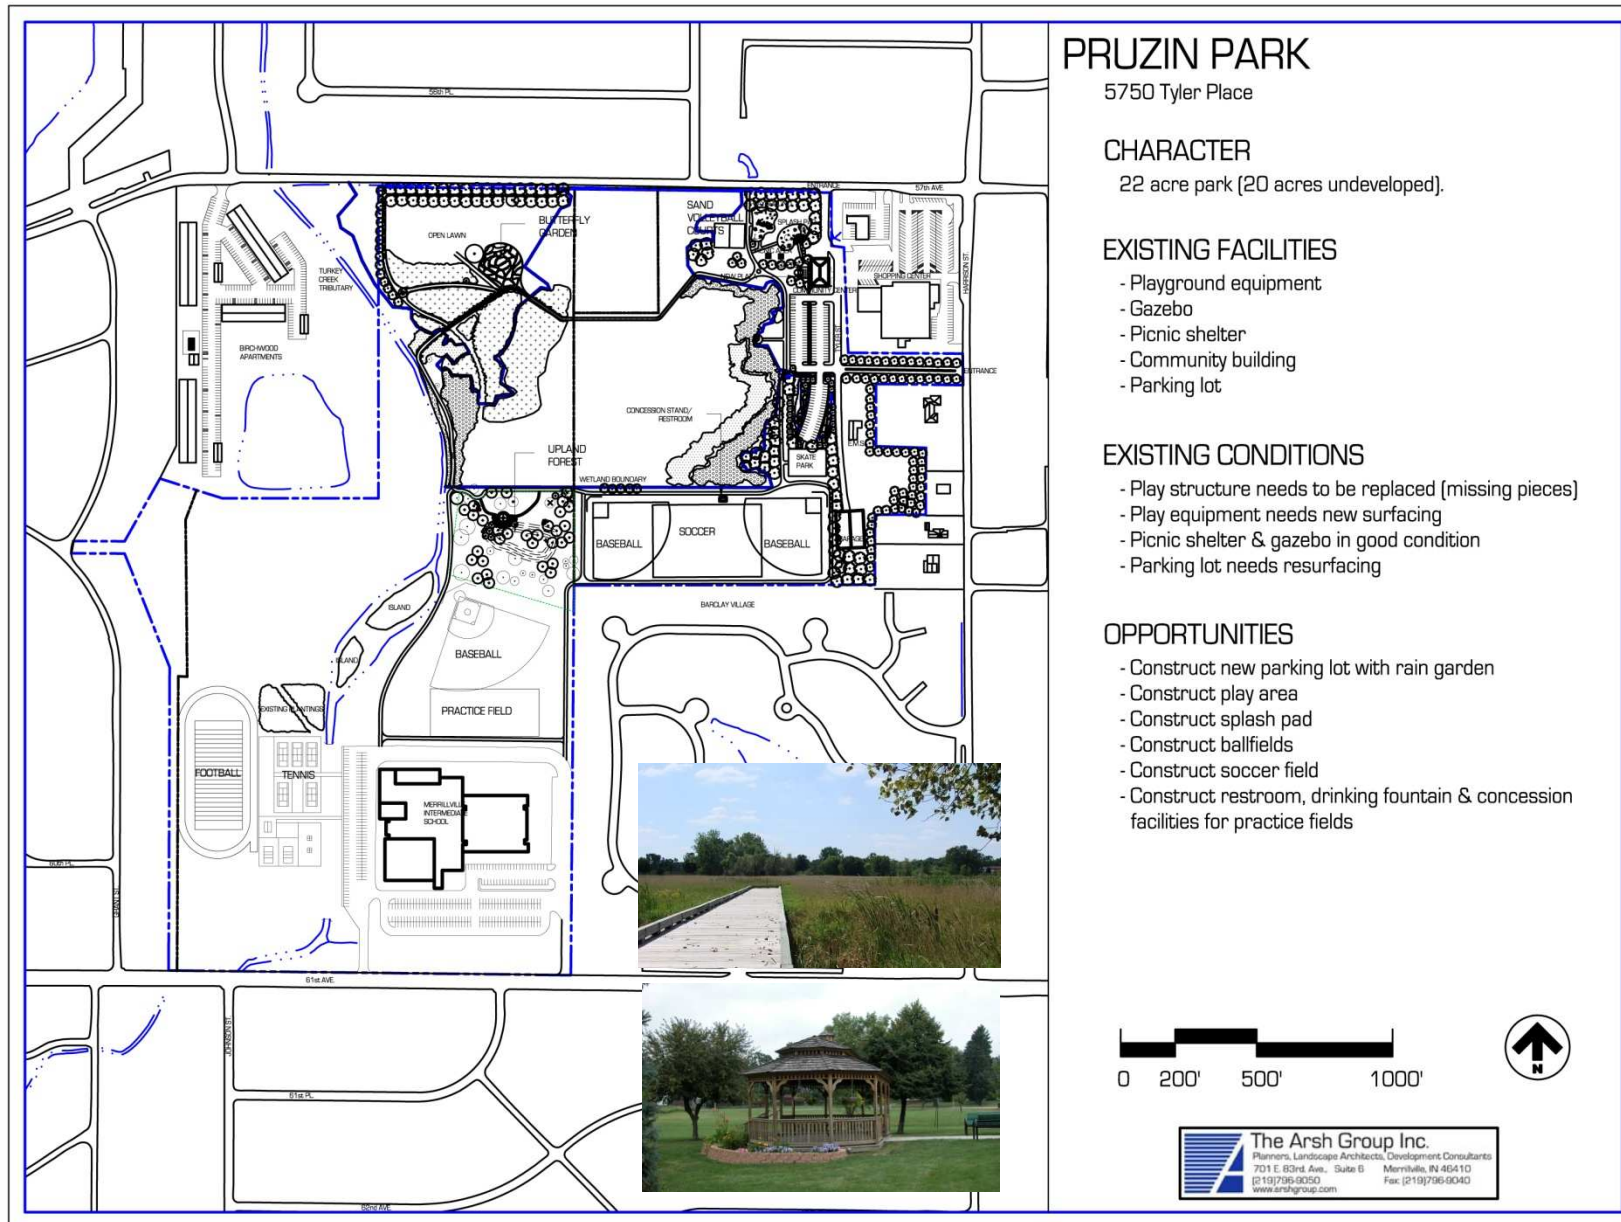 PRUZIN PARK
5750 Tyler Place
CHARACTER
22 acre park (20 acres undeveloped).
EXISTING FACILITIES
- Playground equipment
- Gazebo
- Picnic shelter
- Community building
- Parking lot
EXISTING CONDITIONS
- Play structure needs to be replaced (missing pieces)
- Play equipment needs new surfacing
- Picnic shelter & gazebo in good condition
- Parking lot needs resurfacing
OPPORTUNITIES
- Construct new parking lot with rain garden
- Construct play area
- Construct splash pad
- Construct ballfields
- Construct soccer field
- Construct restroom, drinking fountain & concession
facilities for practice fields
0 200' 500' 1000'
N
The Arsh Group Inc.
Planners, Landscape Architects, Development Consultants
701 E. 83rd. Ave., Suite 6 Merrillville, IN 46410
(219)796-9050 Fax: (219)796-9040
www.arshgroup.com
56th PL.
ENTRANCE
57th AVE.
SAND
VOLLEYBALL
COURTS
BUTTERFLY
GARDEN
OPEN LAWN
TURKEY
CREEK
TRIBUTARY
SHOPPING CENTER
HARRISON ST.
COMMUNITY CENTER
TYLER ST.
BIRCHWOOD
APARTMENTS
ENTRANCE
CONCESSION STAND/
RESTROOM
UPLAND
FOREST
SKATE
PARK
WETLAND BOUNDARY
BASEBALL
SOCCER
BASEBALL
BARCLAY VILLAGE
ISLAND
ISLAND
BASEBALL
PRACTICE FIELD
EXISTING PLANTINGS
FOOTBALL
TENNIS
MERRILLVILLE
INTERMEDIATE
SCHOOL
60th PL.
GRANT ST.
61st AVE.
JOHNSON ST.
61st PL.
62nd AVE.